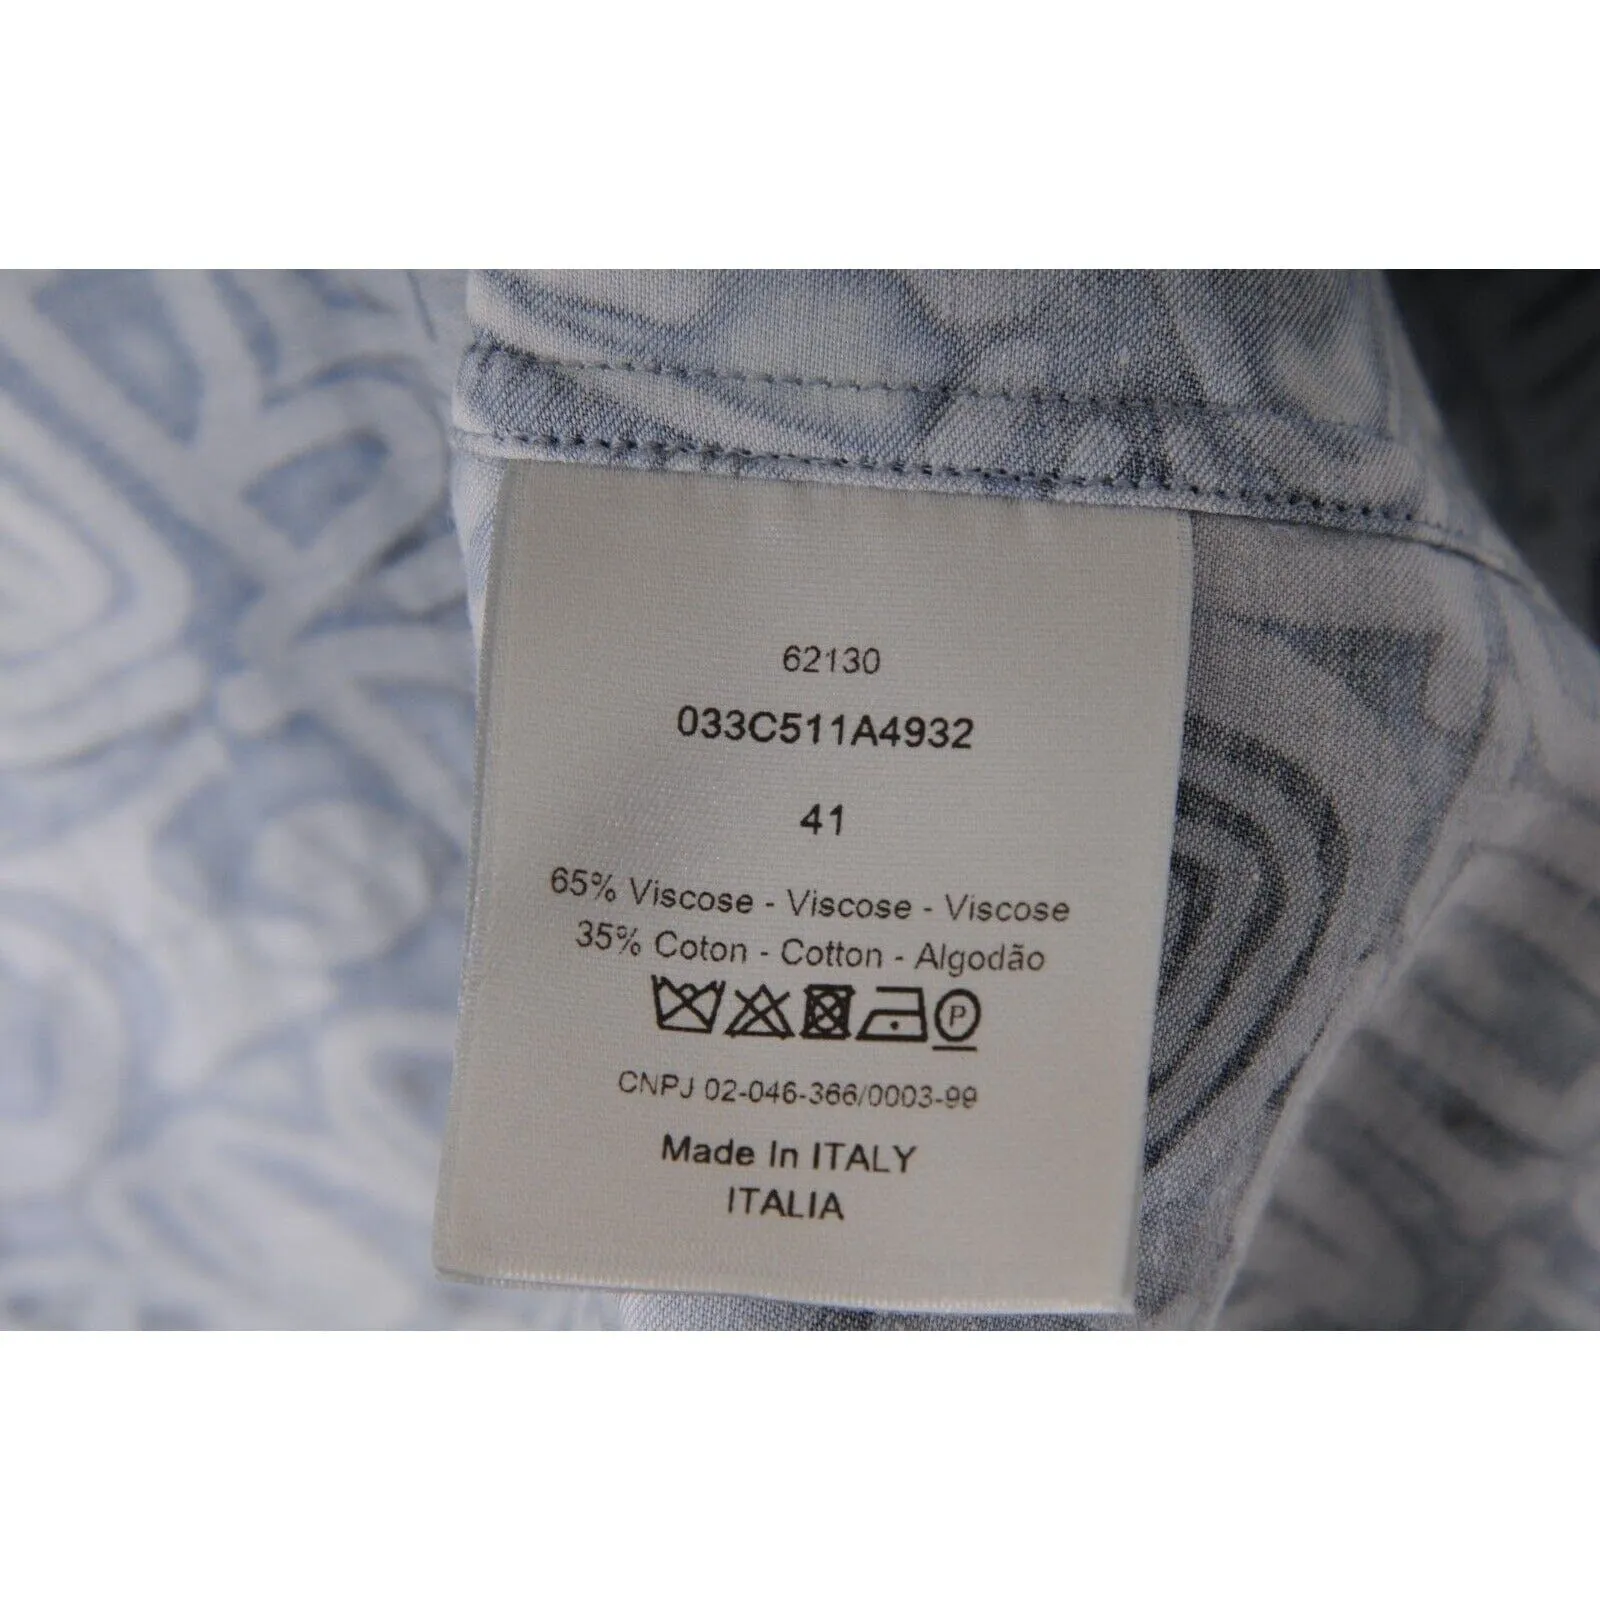 62130
033C511A4932
41
65% Viscose - Viscose - Viscose
35% Coton - Cotton - Algodão
P
CNPJ 02-046-366/0003-99
Made In ITALY
ITALIA